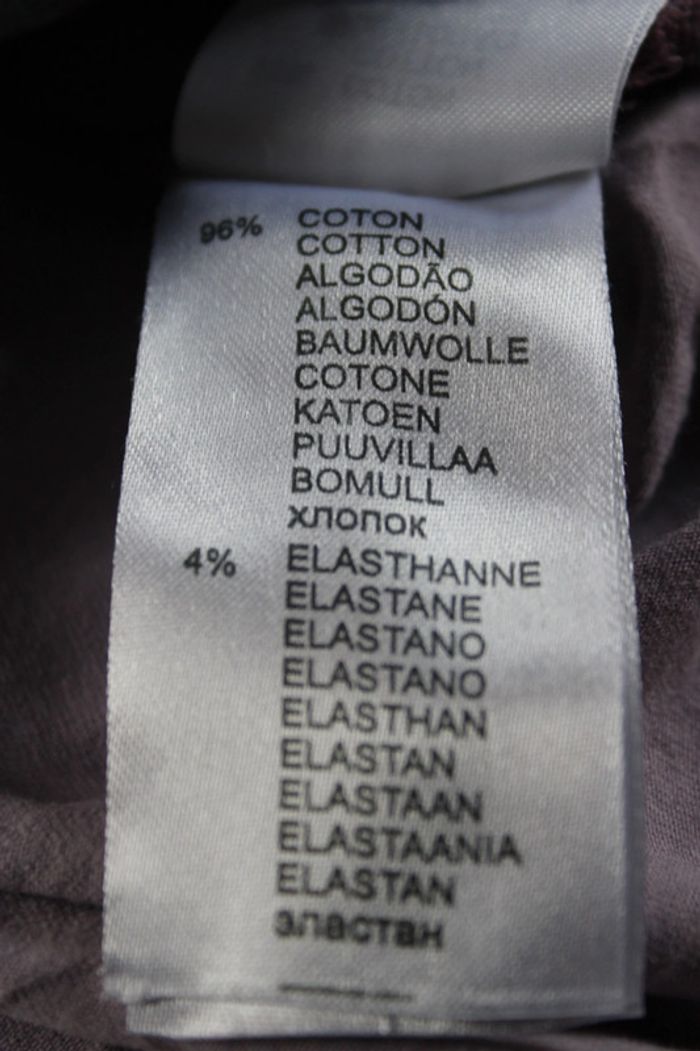 96% COTON
COTTON
ALGODÃO
ALGODÓN
BAUMWOLLE
COTONE
KATOEN
PUUVILLAA
BOMULL
хлопок
4% ELASTHANNE
ELASTANE
ELASTANO
ELASTANO
ELASTHAN
ELASTAN
ELASTAAN
ELASTAANIA
ELASTAN
эластан